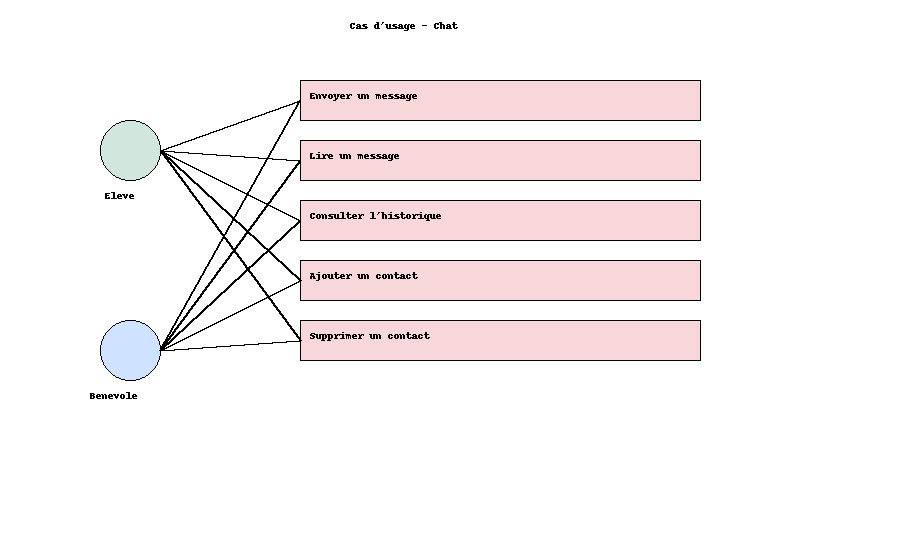 Cas d'usage - Chat
Envoyer un message
Lire un message
Eleve
Consulter l'historique
Ajouter un contact
Supprimer un contact
Benevole